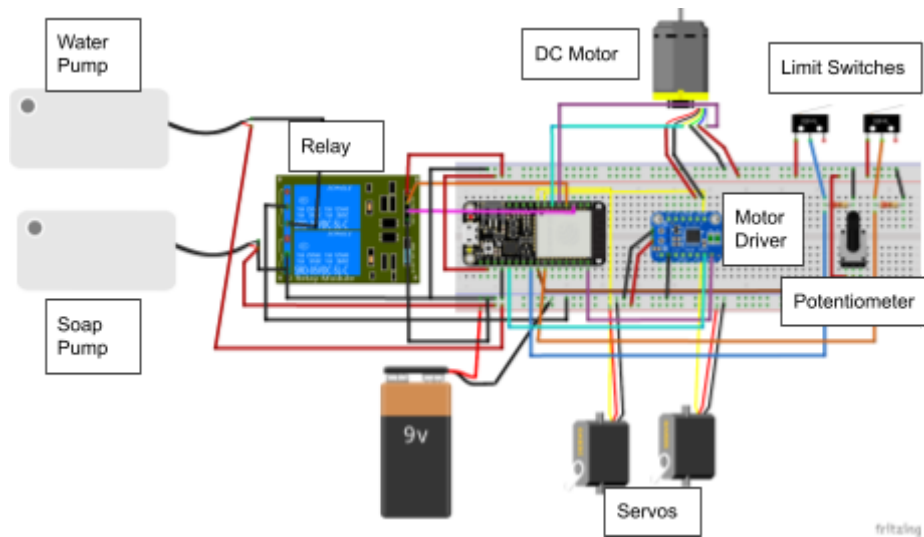 Water
Pump
DC Motor
Limit Switches
Relay
Motor
Driver
Potentiometer
Soap
Pump
9v
Servos
fritzing